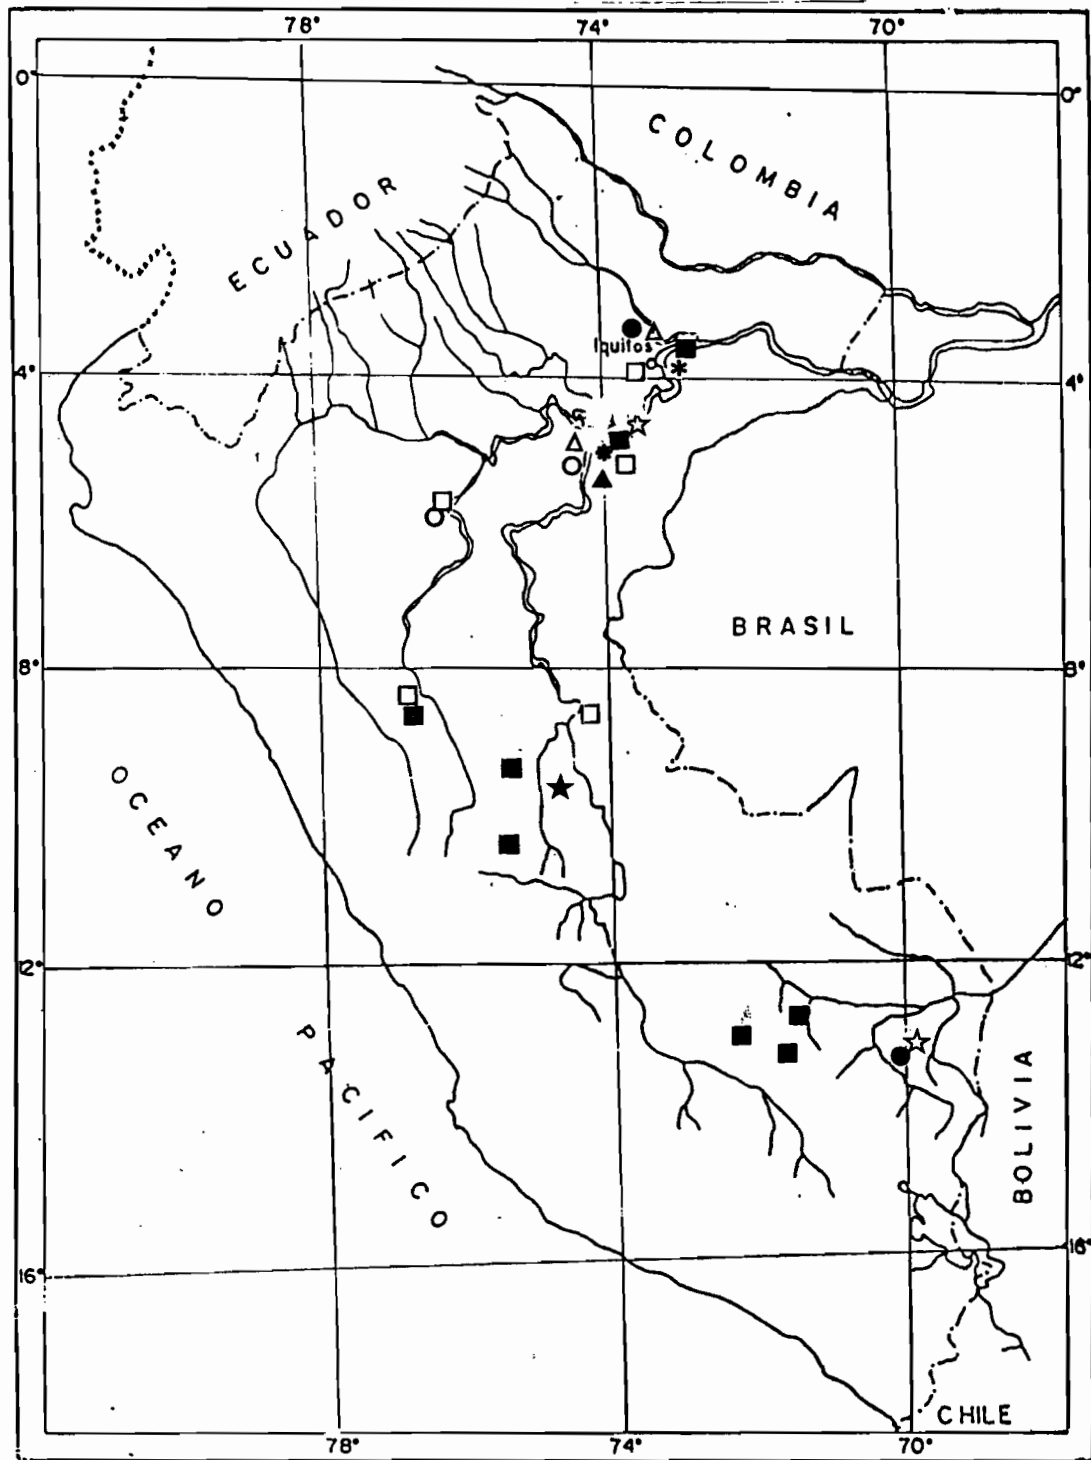 78° 74° 70°
0° 0°
COLOMBIA
ECUADOR
Iquitos
4° 4°
BRASIL
8° 8°
OCEANO
12° 12°
PACIFICO
BOLIVIA
16° 16°
CHILE
78° 74° 70°